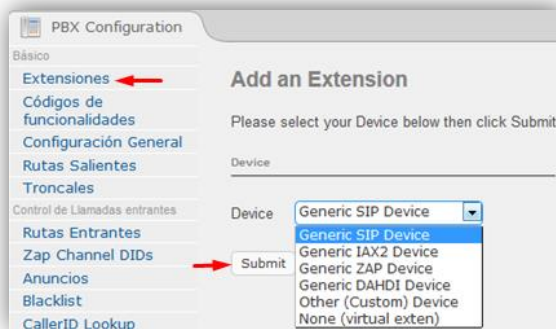 PBX Configuration
Básico
Extensiones
Códigos de
funcionalidades
Configuración General
Rutas Salientes
Troncales
Control de Llamadas entrantes
Rutas Entrantes
Zap Channel DIDs
Anuncios
Blacklist
CallerID Lookup
Add an Extension
Please select your Device below then click Submit
Device
Device
Generic SIP Device
Generic SIP Device
Generic IAX2 Device
Generic ZAP Device
Generic DAHDI Device
Other (Custom) Device
None (virtual exten)
Submit